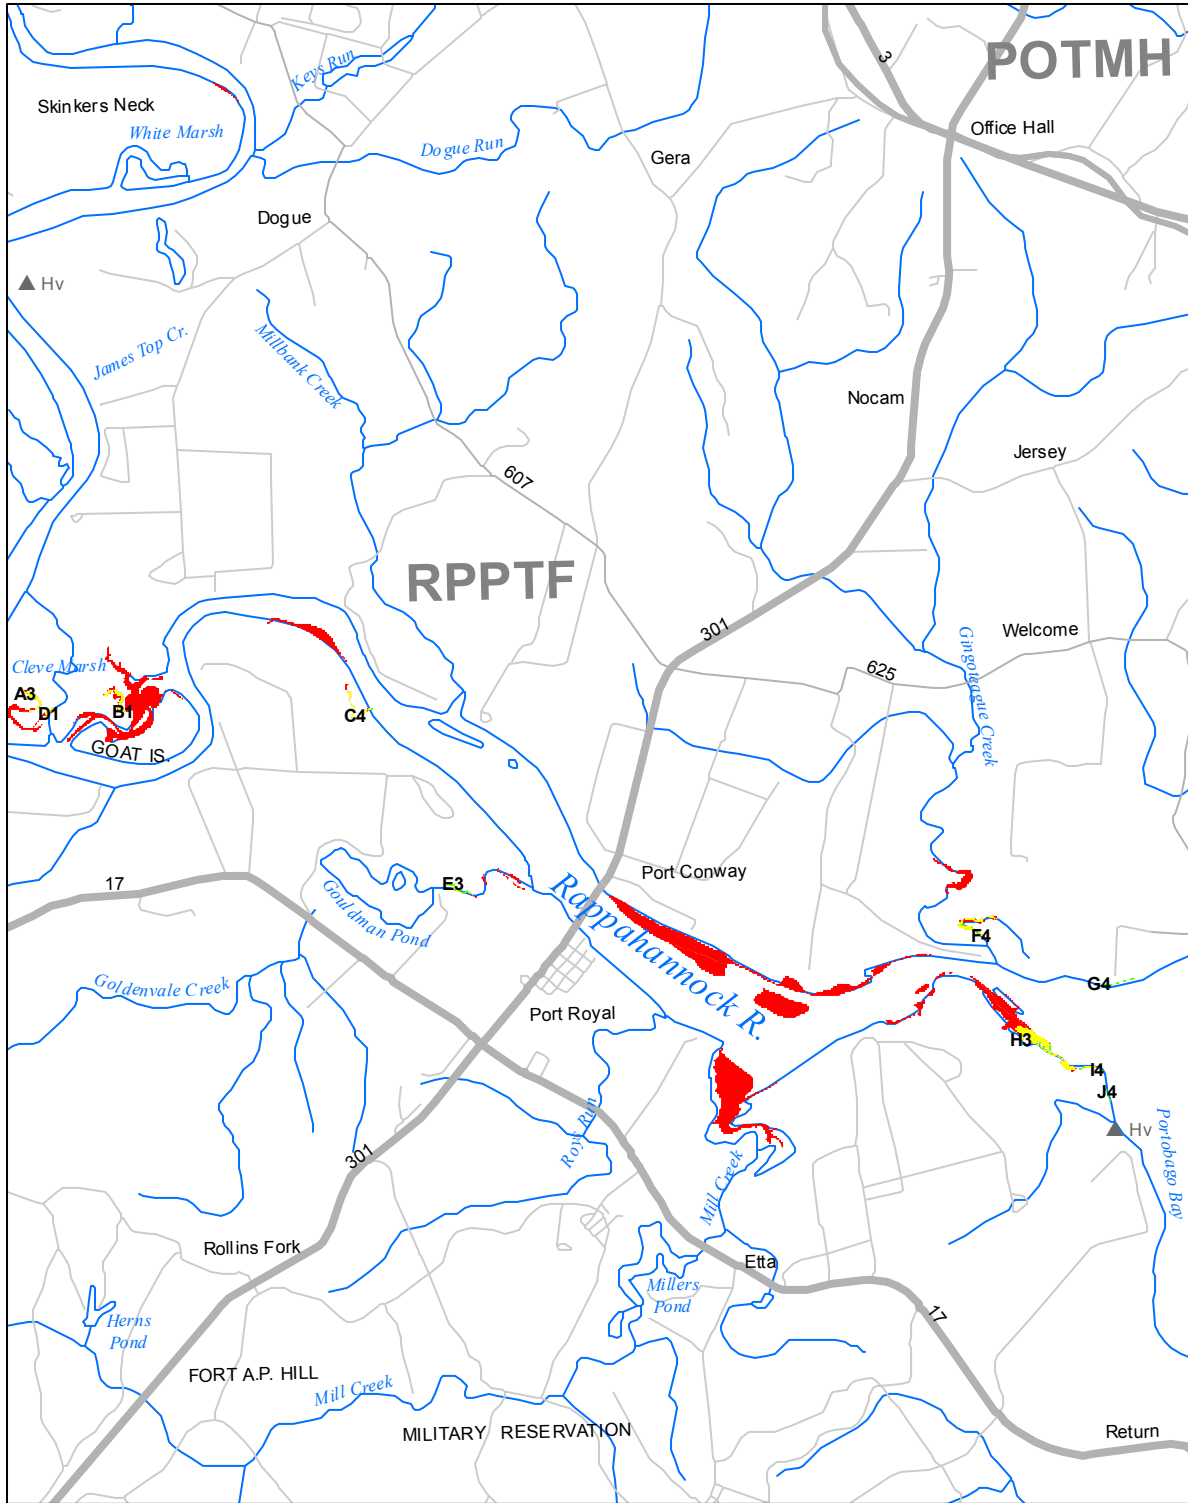 POTMH
3
Keys Run
Skinkers Neck
White Marsh
Office Hall
Dogue Run
Gera
Dogue
Hv
James Top Cr.
Millbank Creek
Nocam
Jersey
607
RPPTF
301
Welcome
Gingoteague Creek
Cleve Marsh
625
A3
D1
B1
C4
GOAT IS.
17
E3
Port Conway
Gouldman Pond
Rappahannock R.
F4
Goldenvale Creek
G4
Port Royal
H3
I4
J4
Hv
Portobago Bay
Roys Run
301
Mill Creek
Rollins Fork
Etta
Millers
Pond
Herns
Pond
17
FORT A.P. HILL
Mill Creek
MILITARY RESERVATION
Return